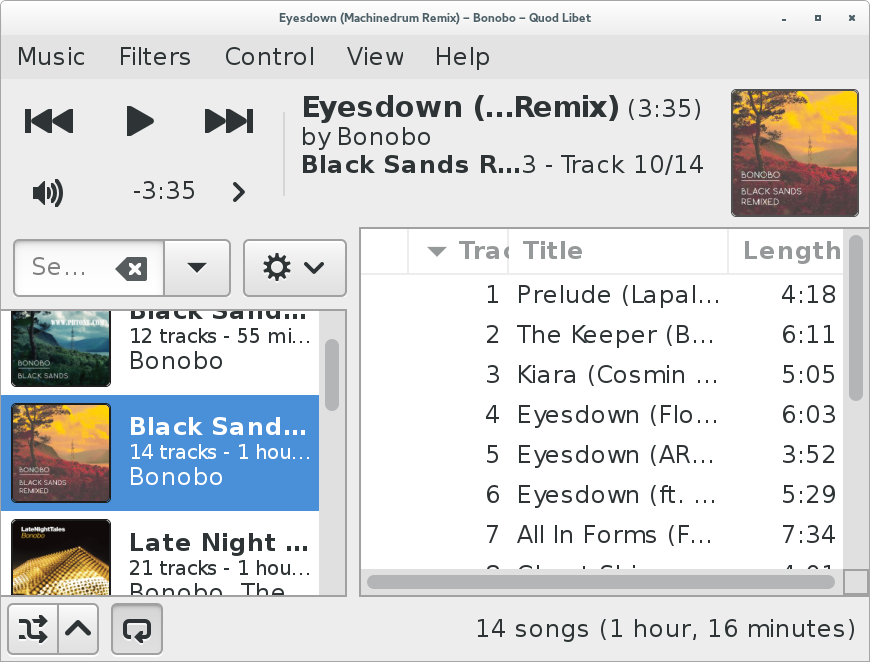 Eyesdown (Machinedrum Remix) – Bonobo – Quod Libet
Music Filters Control View Help
Eyesdown (...Remix) (3:35)
by Bonobo
Black Sands R...3 - Track 10/14
-3:35
BONOBO
BLACK SANDS
REMIXED
Se...
Black Sand...
12 tracks - 55 mi...
Bonobo
BONOBO
BLACK SANDS
Black Sand...
14 tracks - 1 hou...
Bonobo
BONOBO
BLACK SANDS
REMIXED
LateNightTales
Bonobo
Late Night ...
21 tracks - 1 hou...
Bonobo, The
Trac Title Length
1 Prelude (Lapal... 4:18
2 The Keeper (B... 6:11
3 Kiara (Cosmin ... 5:05
4 Eyesdown (Flo... 6:03
5 Eyesdown (AR... 3:52
6 Eyesdown (ft. ... 5:29
7 All In Forms (F... 7:34
14 songs (1 hour, 16 minutes)